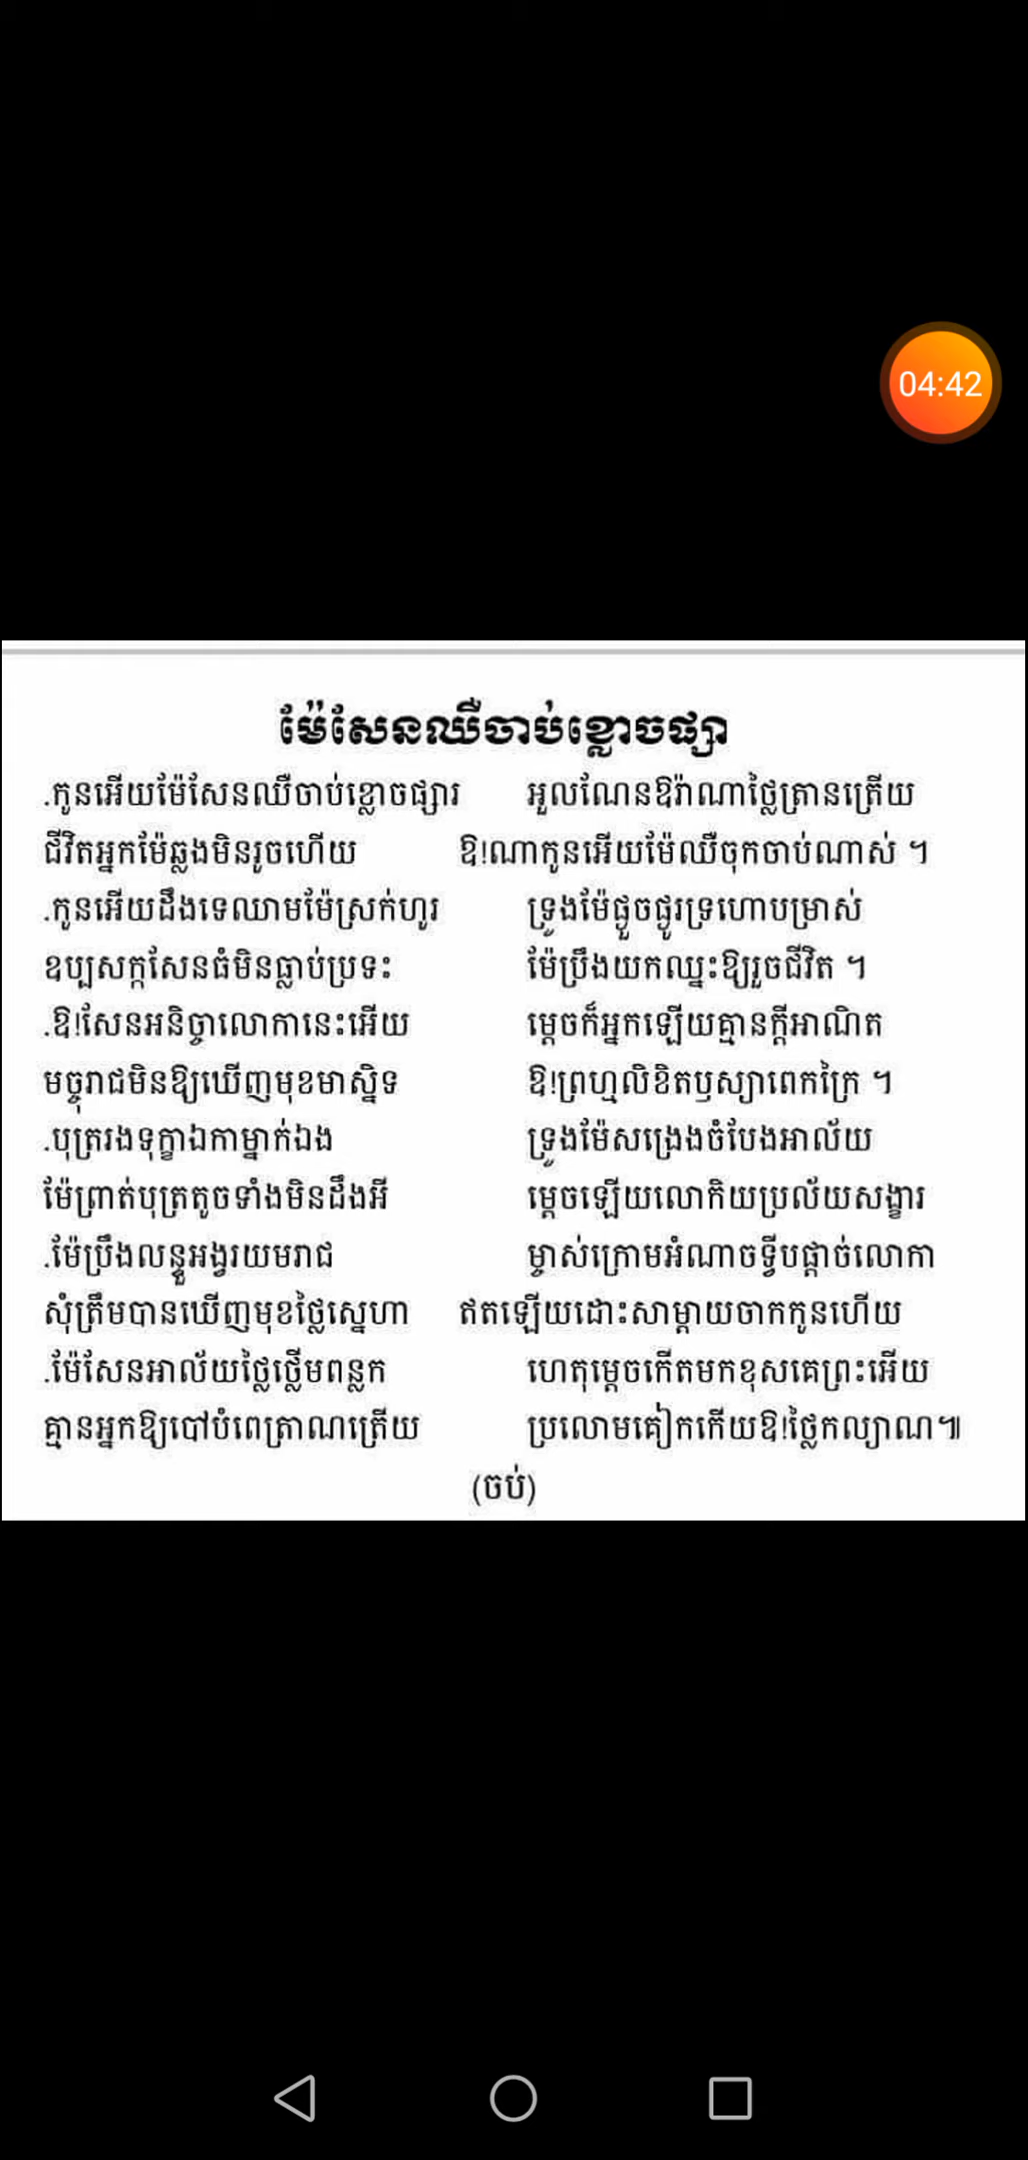 04:42
ម៉ែសែនឈឺចាប់ខ្លោចផ្សា
.កូនអើយម៉ែសែនឈឺចាប់ខ្លោចផ្សារ អួលណែនឱរ៉ាណាថ្លៃត្រានត្រើយ
ជីវិតអ្នកម៉ែឆ្លងមិនរូចហើយ ឱ!ណាកូនអើយម៉ែឈឺចុកចាប់ណាស់ ។
.កូនអើយដឹងទេឈាមម៉ែស្រក់ហូរ ទ្រូងម៉ែផ្ងួចផ្ងូរទ្រហោបម្រាស់
ឧប្បសក្កសែនធំមិនធ្លាប់ប្រទះ ម៉ែប្រឹងយកឈ្នះឱ្យរួចជីវិត ។
.ឱ!សែនអនិច្ចាលោកានេះអើយ ម្ដេចក៏អ្នកឡើយគ្មានក្ដីអាណិត
មច្ចុរាជមិនឱ្យឃើញមុខមាស្និទ ឱ!ព្រហ្មលិខិតឫស្យាពេកក្រៃ ។
.បុត្ររងទុក្ខាឯកាម្នាក់ឯង ទ្រូងម៉ែសង្រេងចំបែងអាល័យ
ម៉ែព្រាត់បុត្រតូចទាំងមិនដឹងអី ម្ដេចឡើយលោកិយប្រល័យសង្ខារ
.ម៉ែប្រឹងលន្ទួអង្វរយមរាជ ម្ចាស់ក្រោមអំណាចទ្វីបផ្ដាច់លោកា
សុំត្រឹមបានឃើញមុខថ្លៃស្នេហា ឥតឡើយដោះសាម្ដាយចាកកូនហើយ
.ម៉ែសែនអាល័យថ្លៃថ្លើមពន្លក ហេតុម្ដេចកើតមកខុសគេព្រះអើយ
គ្មានអ្នកឱ្យបៅបំពេត្រាណត្រើយ ប្រលោមគៀកកើយឱ!ថ្លៃកល្យាណ៕
(ចប់)